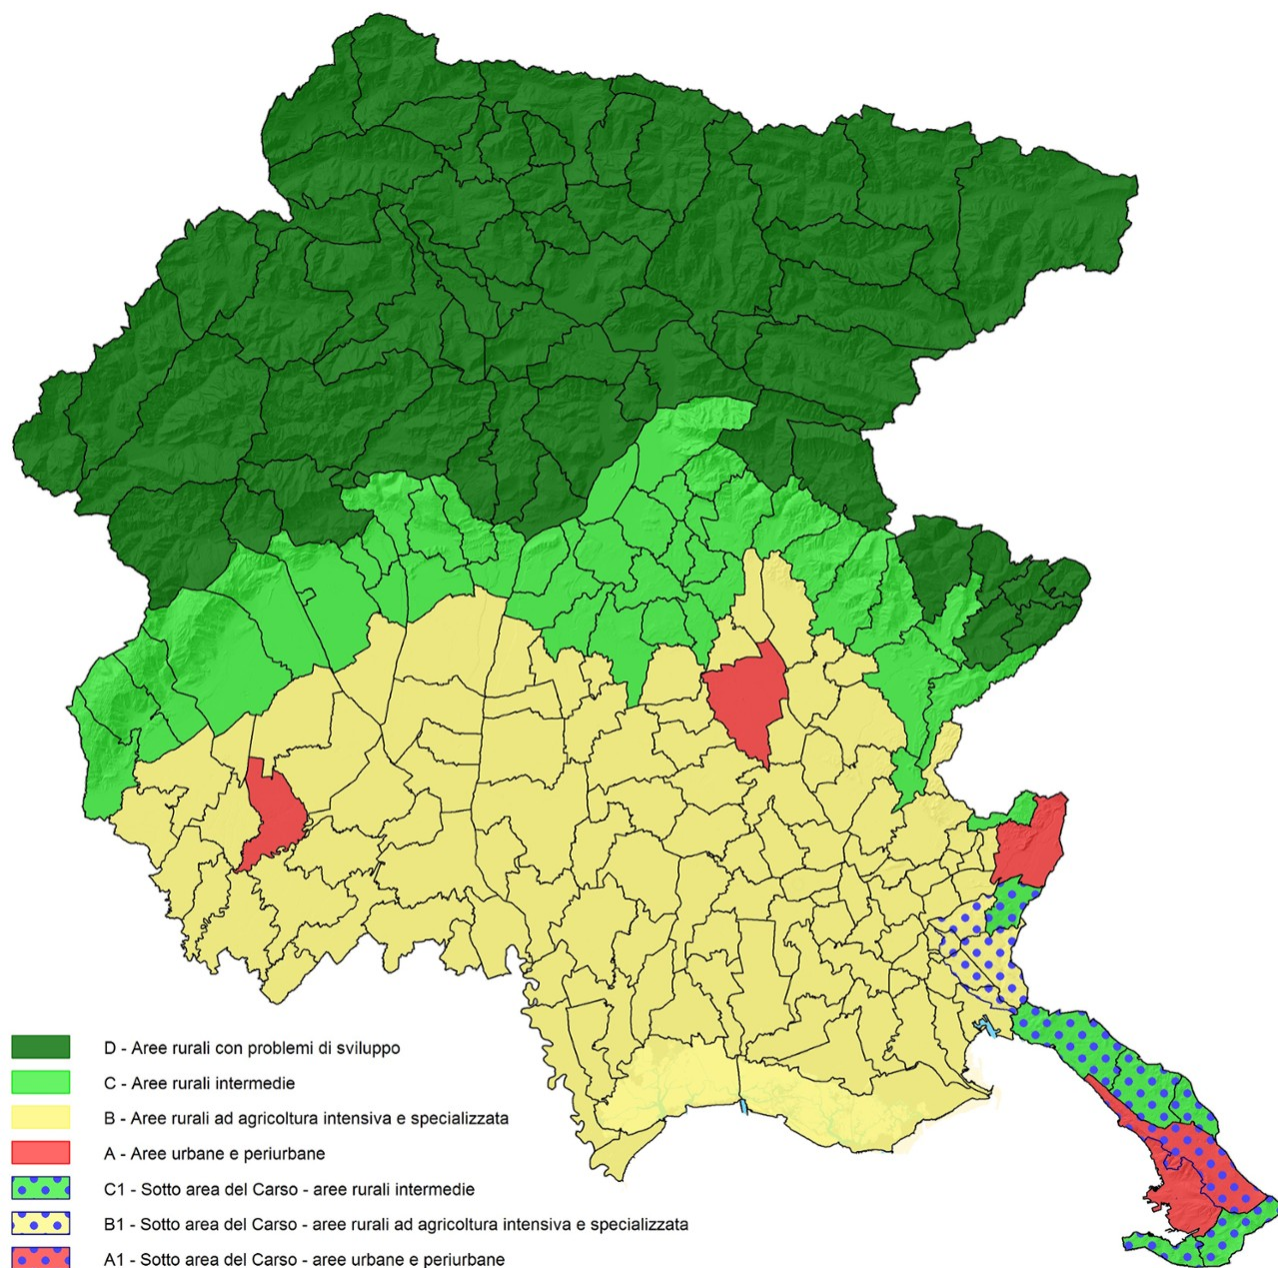 D - Aree rurali con problemi di sviluppo
C - Aree rurali intermedie
B - Aree rurali ad agricoltura intensiva e specializzata
A - Aree urbane e periurbane
C1 - Sotto area del Carso - aree rurali intermedie
B1 - Sotto area del Carso - aree rurali ad agricoltura intensiva e specializzata
A1 - Sotto area del Carso - aree urbane e periurbane